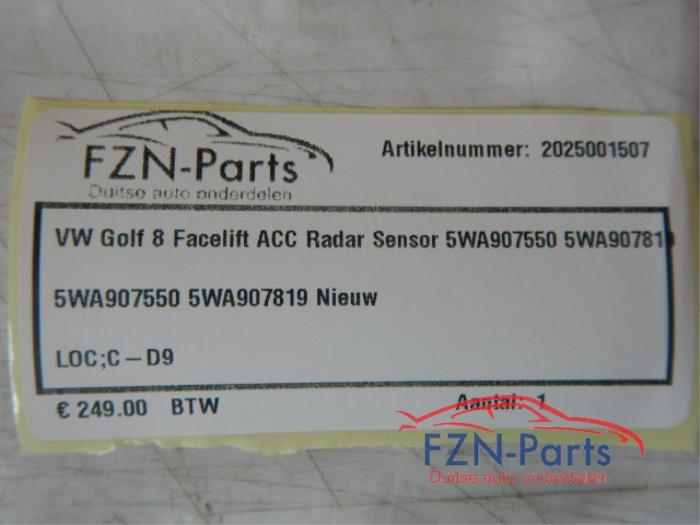 FZN-Parts
Duitse auto onderdelen
Artikelnummer: 2025001507
VW Golf 8 Facelift ACC Radar Sensor 5WA907550 5WA907819
5WA907550 5WA907819 Nieuw
LOC;C-D9
€ 249.00 BTW
Aantal: 1
FZN-Parts
Duitse auto onderdelen